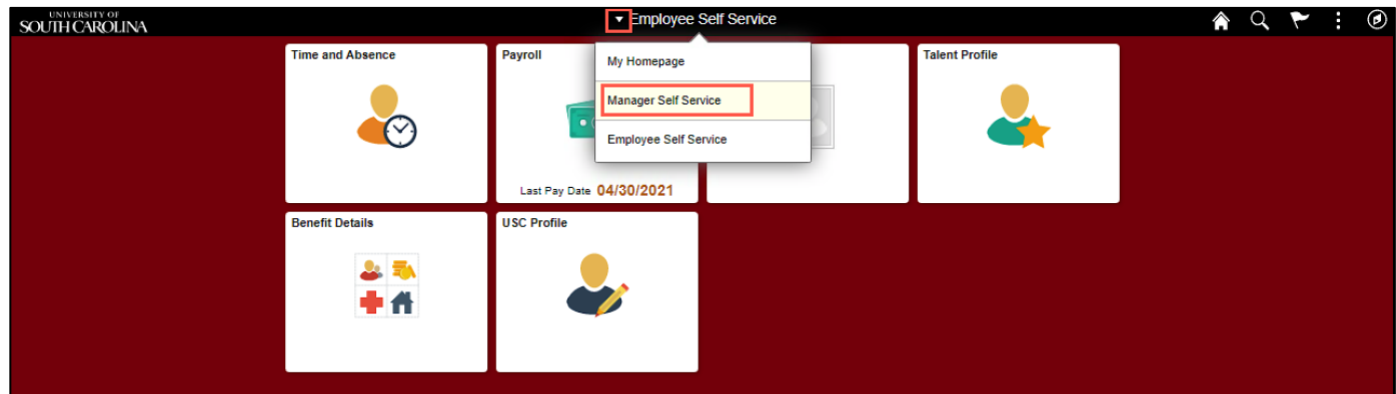 UNIVERSITY OF
SOUTH CAROLINA
Employee Self Service
My Homepage
Manager Self Service
Employee Self Service
Time and Absence
Payroll
Last Pay Date 04/30/2021
Talent Profile
Benefit Details
USC Profile